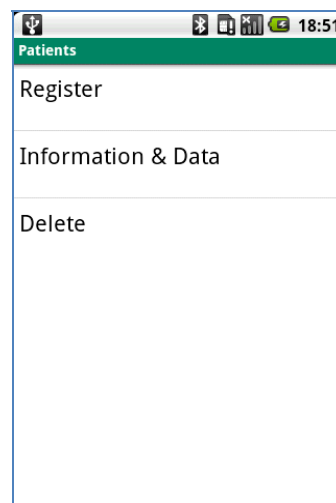 18:51
Patients
Register
Information & Data
Delete